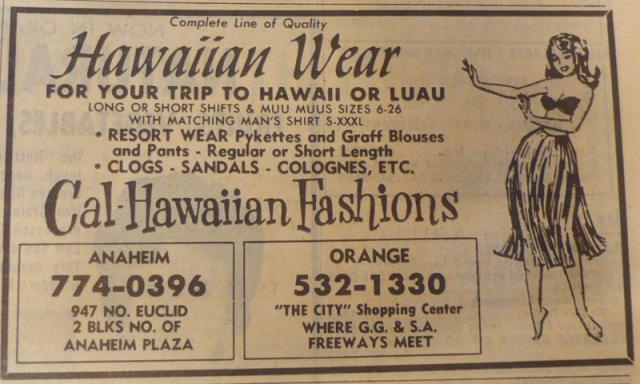 Complete Line of Quality
Hawaiian Wear
FOR YOUR TRIP TO HAWAII OR LUAU
LONG OR SHORT SHIFTS & MUU MUUS SIZES 6-26
WITH MATCHING MAN'S SHIRT S-XXXL
• RESORT WEAR Pykettes and Graff Blouses
and Pants - Regular or Short Length
• CLOGS - SANDALS - COLOGNES, ETC.
Cal-Hawaiian Fashions
ANAHEIM
774-0396
947 NO. EUCLID
2 BLKS NO. OF
ANAHEIM PLAZA
ORANGE
532-1330
"THE CITY" Shopping Center
WHERE G.G. & S.A.
FREEWAYS MEET